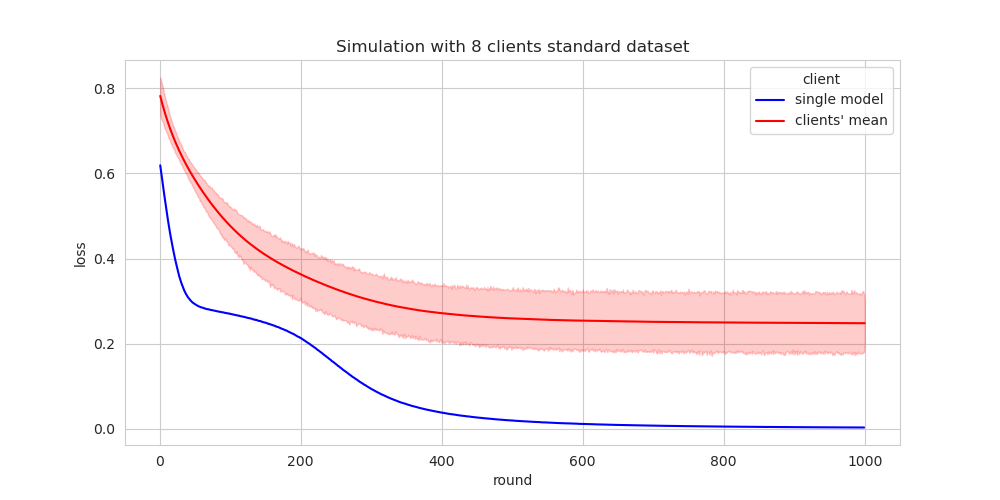 Simulation with 8 clients standard dataset
client
single model
clients' mean
0.8
0.6
0.4
0.2
0.0
loss
0
200
400
600
800
1000
round